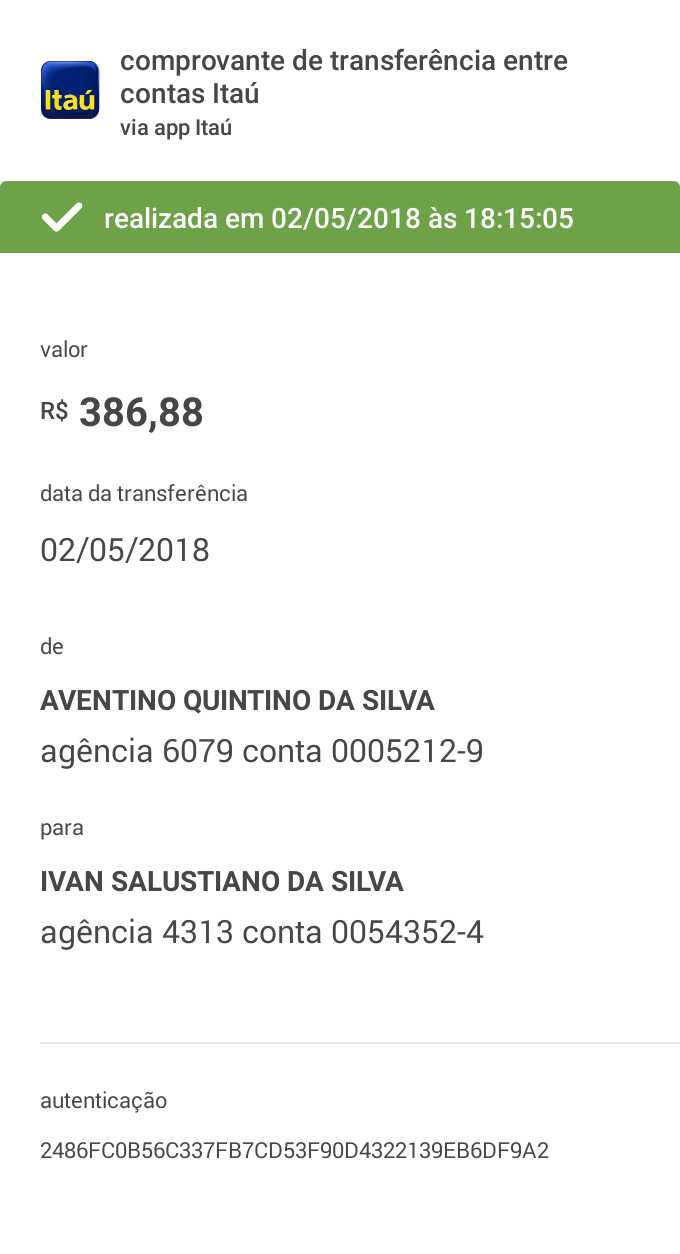 Itaú
comprovante de transferência entre
contas Itaú
via app Itaú
realizada em 02/05/2018 às 18:15:05
valor
R$ 386,88
data da transferência
02/05/2018
de
AVENTINO QUINTINO DA SILVA
agência 6079 conta 0005212-9
para
IVAN SALUSTIANO DA SILVA
agência 4313 conta 0054352-4
autenticação
2486FC0B56C337FB7CD53F90D4322139EB6DF9A2